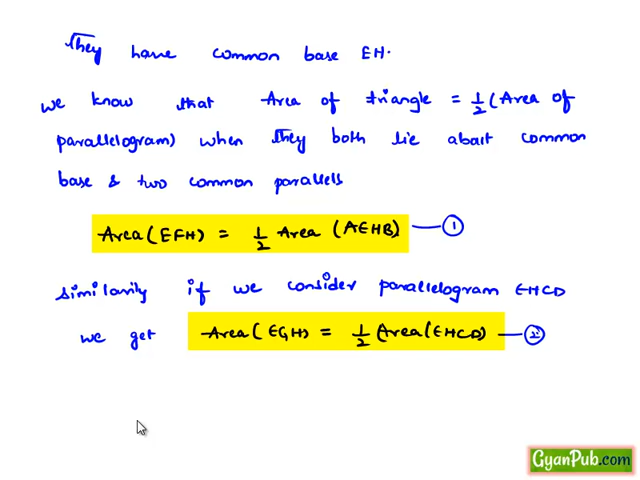 They have common base EH.
we know that Area of triangle = 1/2 (Area of
parallelogram) when They both lie abait common
base & two common parallels
Area(EFH) = 1/2 Area (AEHB) — 1
similarity if we consider parallelogram EHCD
we get Area(EGH) = 1/2 (Area(EHCD) — 2
GyanPub.com